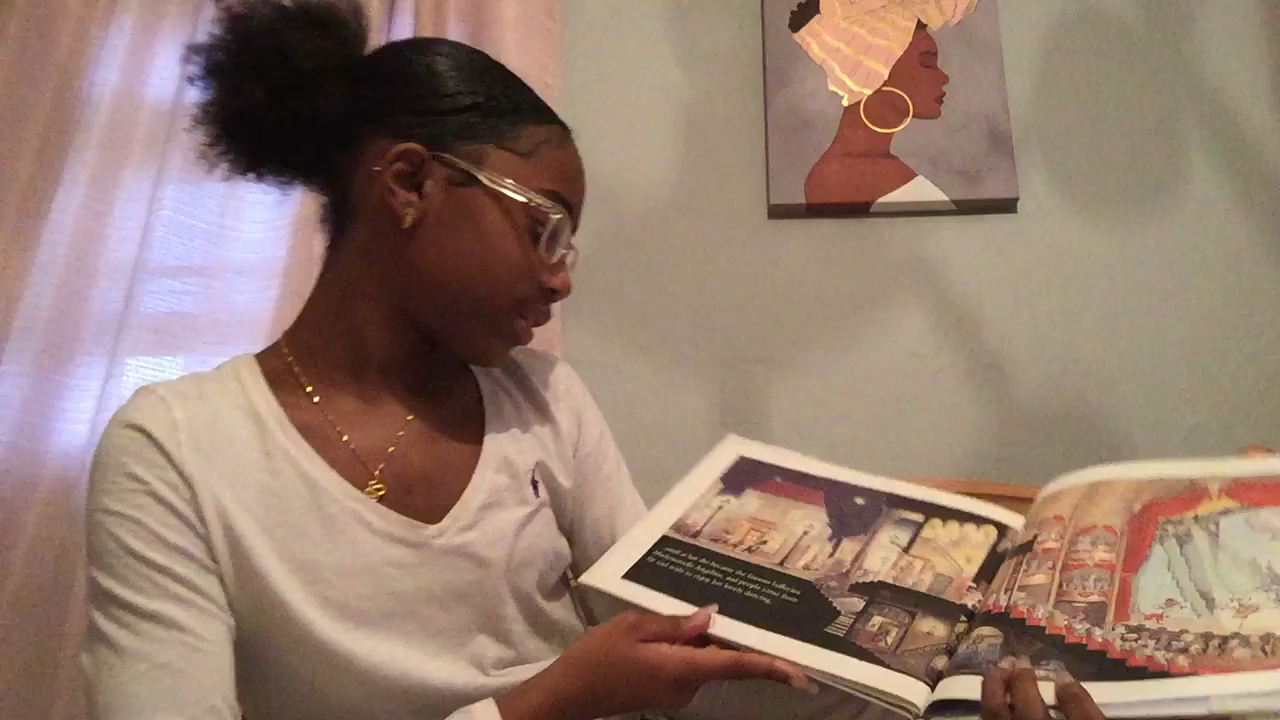 until at last she became the famous ballerina
Mademoiselle Angelina, and people came from
far and wide to enjoy her lovely dancing.